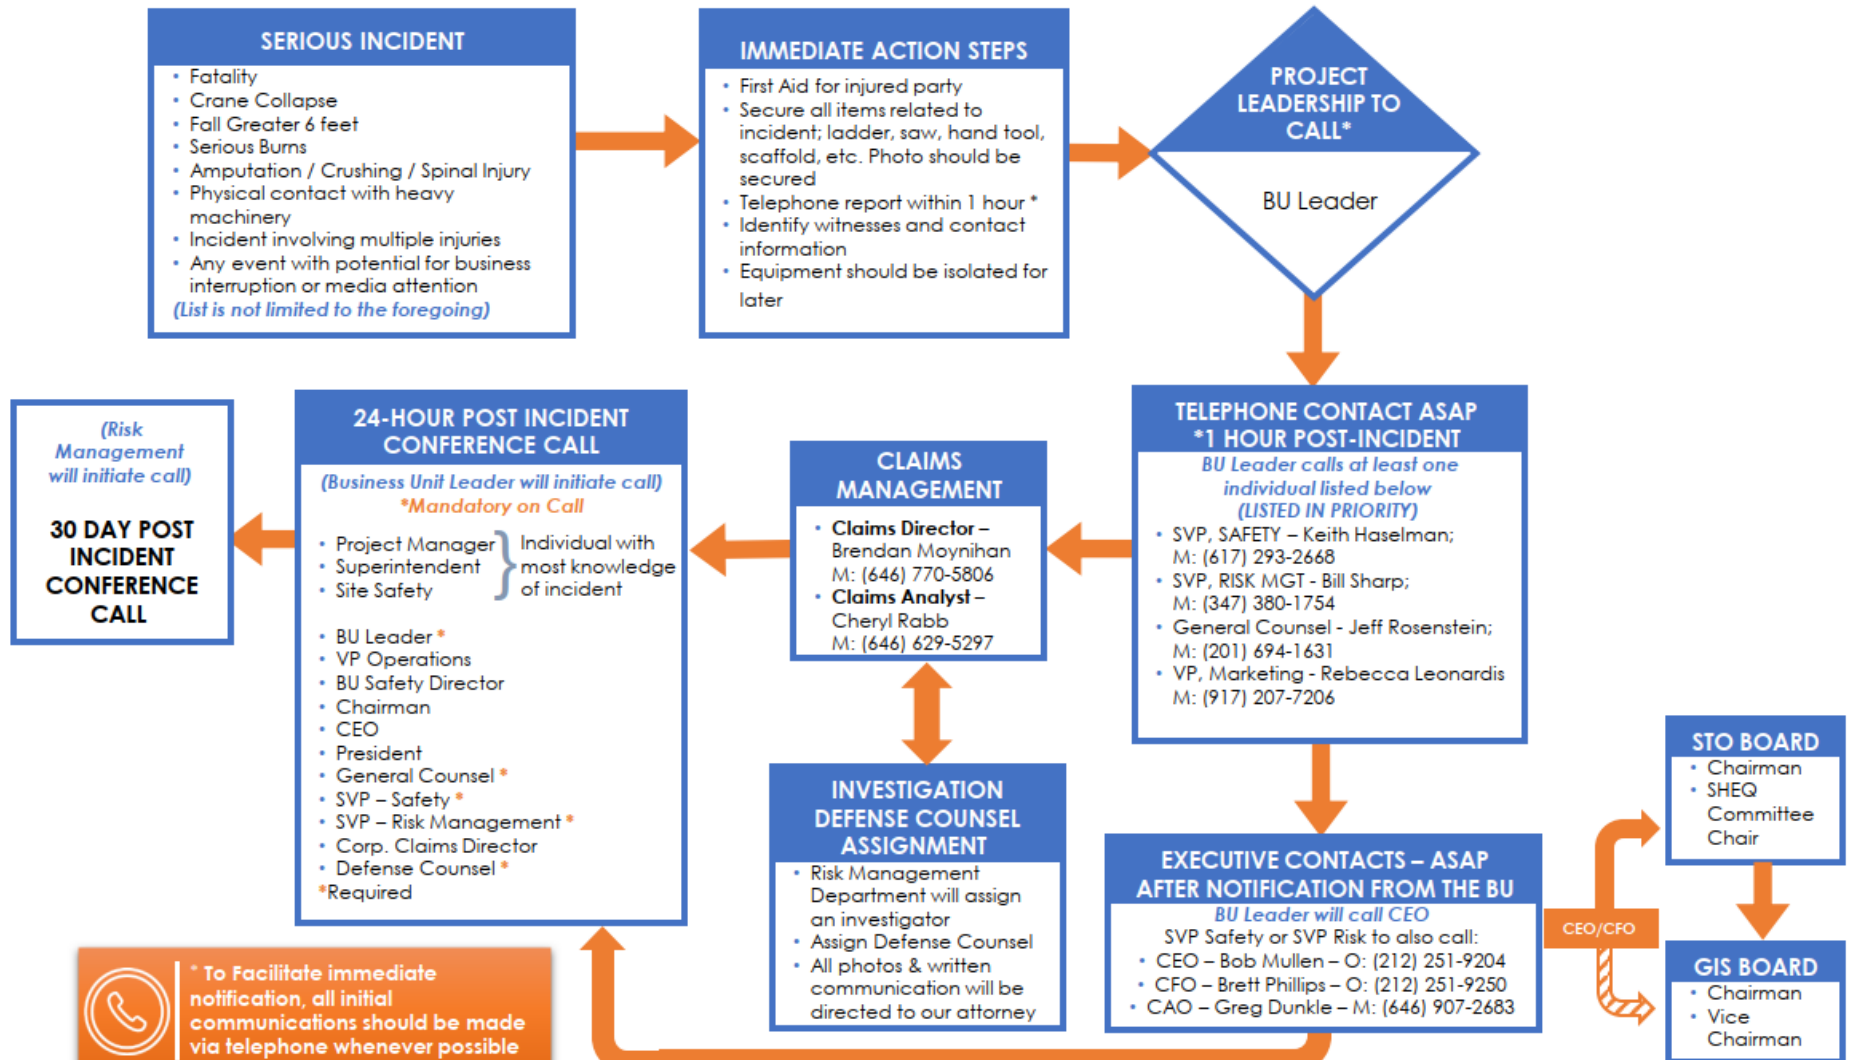 SERIOUS INCIDENT
• Fatality
• Crane Collapse
• Fall Greater 6 feet
• Serious Burns
• Amputation / Crushing / Spinal Injury
• Physical contact with heavy
machinery
• Incident involving multiple injuries
• Any event with potential for business
interruption or media attention
(List is not limited to the foregoing)
IMMEDIATE ACTION STEPS
• First Aid for injured party
• Secure all items related to
incident; ladder, saw, hand tool,
scaffold, etc. Photo should be
secured
• Telephone report within 1 hour *
• Identify witnesses and contact
information
• Equipment should be isolated for
later
PROJECT
LEADERSHIP TO
CALL*
BU Leader
TELEPHONE CONTACT ASAP
*1 HOUR POST-INCIDENT
BU Leader calls at least one
individual listed below
(LISTED IN PRIORITY)
• SVP, SAFETY – Keith Haselman;
M: (617) 293-2668
• SVP, RISK MGT - Bill Sharp;
M: (347) 380-1754
• General Counsel - Jeff Rosenstein;
M: (201) 694-1631
• VP, Marketing - Rebecca Leonardis
M: (917) 207-7206
CLAIMS
MANAGEMENT
• Claims Director –
Brendan Moynihan
M: (646) 770-5806
• Claims Analyst –
Cheryl Rabb
M: (646) 629-5297
24-HOUR POST INCIDENT
CONFERENCE CALL
(Business Unit Leader will initiate call)
*Mandatory on Call
• Project Manager
• Superintendent
• Site Safety
Individual with
most knowledge
of incident
• BU Leader *
• VP Operations
• BU Safety Director
• Chairman
• CEO
• President
• General Counsel *
• SVP – Safety *
• SVP – Risk Management *
• Corp. Claims Director
• Defense Counsel *
*Required
(Risk
Management
will initiate call)
30 DAY POST
INCIDENT
CONFERENCE
CALL
INVESTIGATION
DEFENSE COUNSEL
ASSIGNMENT
• Risk Management
Department will assign
an investigator
• Assign Defense Counsel
• All photos & written
communication will be
directed to our attorney
EXECUTIVE CONTACTS – ASAP
AFTER NOTIFICATION FROM THE BU
BU Leader will call CEO
SVP Safety or SVP Risk to also call:
• CEO – Bob Mullen – O: (212) 251-9204
• CFO – Brett Phillips – O: (212) 251-9250
• CAO – Greg Dunkle – M: (646) 907-2683
CEO/CFO
STO BOARD
• Chairman
• SHEQ
Committee
Chair
GIS BOARD
• Chairman
• Vice
Chairman
* To Facilitate immediate
notification, all initial
communications should be made
via telephone whenever possible